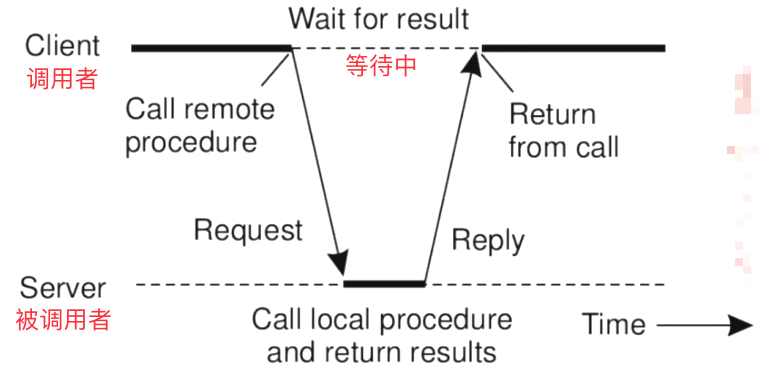 Wait for result
Client
调用者
等待中
Call remote
procedure
Return
from call
Request
Reply
Server
被调用者
Call local procedure
and return results
Time